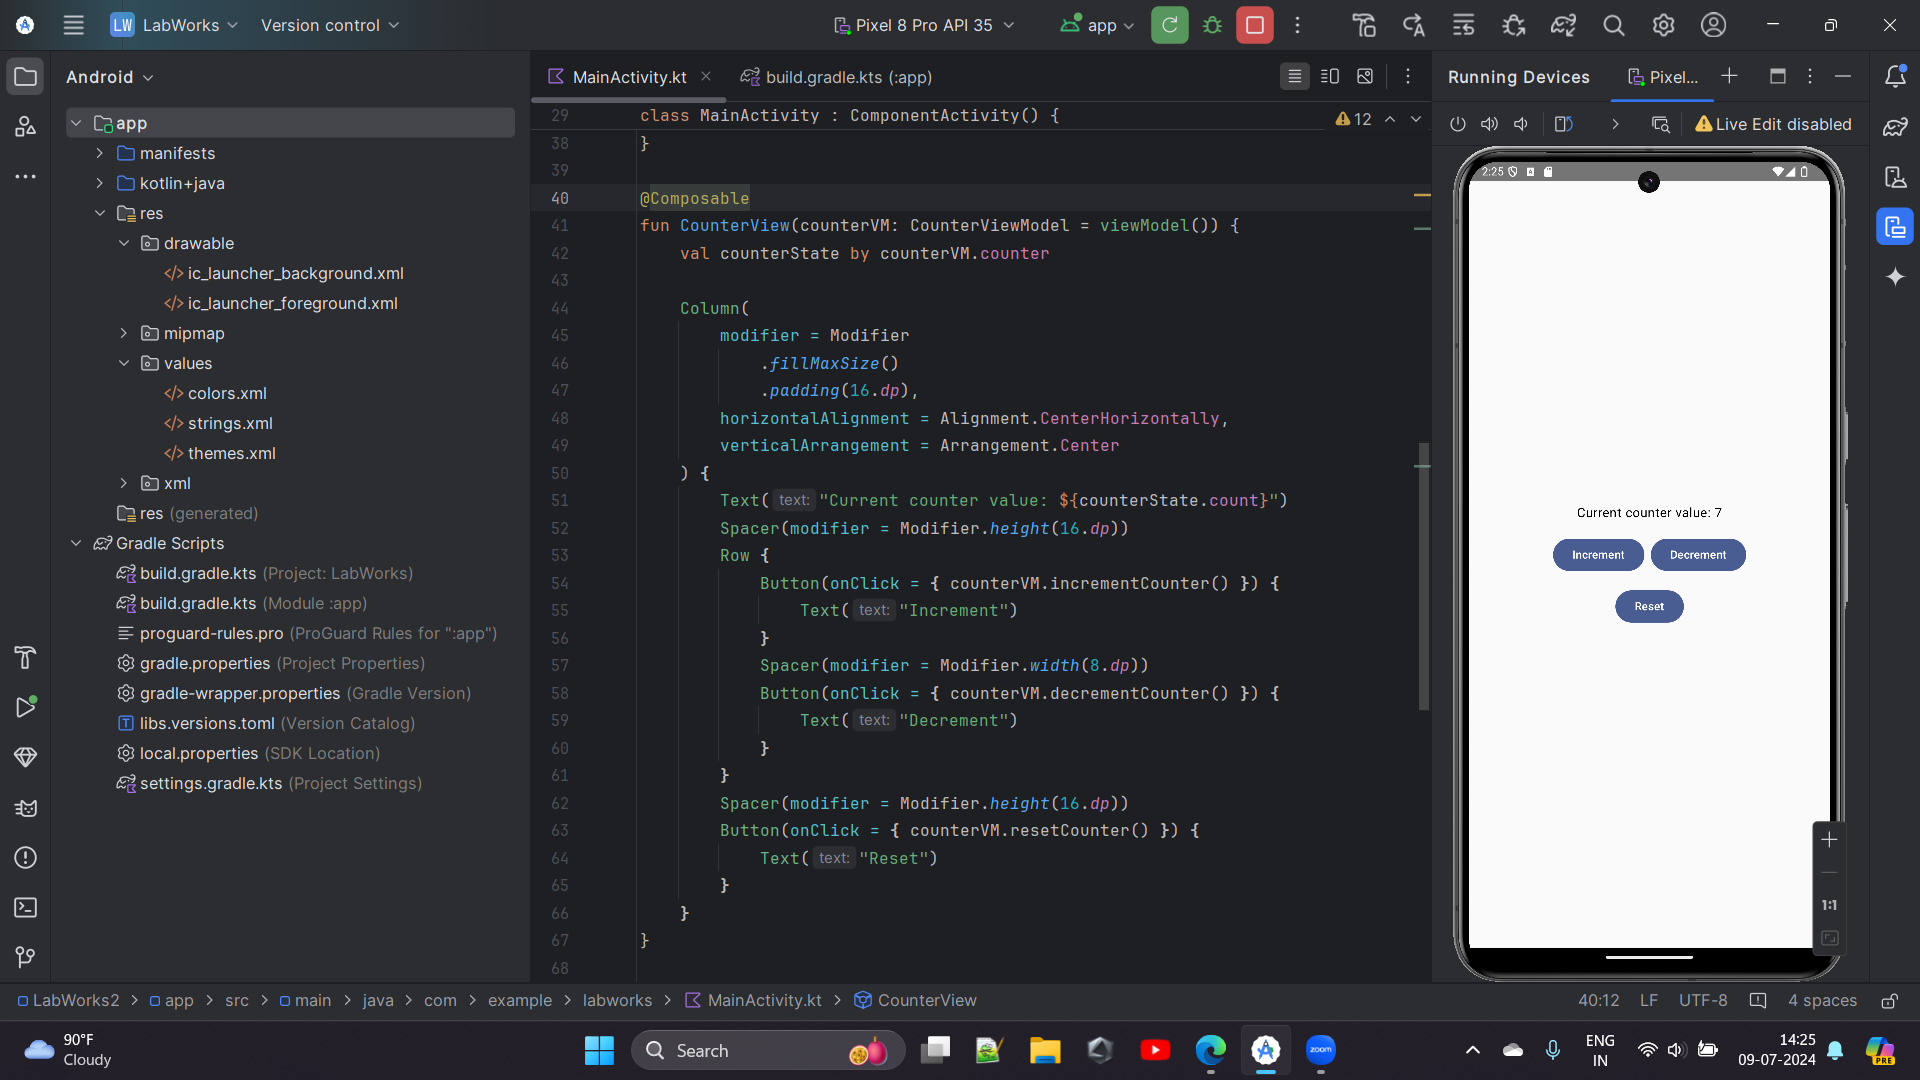 LW LabWorks Version control Pixel 8 Pro API 35 app
Android
app
manifests
kotlin+java
res
drawable
ic_launcher_background.xml
ic_launcher_foreground.xml
mipmap
values
colors.xml
strings.xml
themes.xml
xml
res (generated)
Gradle Scripts
build.gradle.kts (Project: LabWorks)
build.gradle.kts (Module :app)
proguard-rules.pro (ProGuard Rules for ":app")
gradle.properties (Project Properties)
gradle-wrapper.properties (Gradle Version)
libs.versions.toml (Version Catalog)
local.properties (SDK Location)
settings.gradle.kts (Project Settings)
MainActivity.kt build.gradle.kts (:app)
29 class MainActivity : ComponentActivity() { 12
38 }
39
40 @Composable
41 fun CounterView(counterVM: CounterViewModel = viewModel()) {
42 val counterState by counterVM.counter
43
44 Column(
45 modifier = Modifier
46 .fillMaxSize()
47 .padding(16.dp),
48 horizontalAlignment = Alignment.CenterHorizontally,
49 verticalArrangement = Arrangement.Center
50 ) {
51 Text( text: "Current counter value: ${counterState.count}")
52 Spacer(modifier = Modifier.height(16.dp))
53 Row {
54 Button(onClick = { counterVM.incrementCounter() }) {
55 Text( text: "Increment")
56 }
57 Spacer(modifier = Modifier.width(8.dp))
58 Button(onClick = { counterVM.decrementCounter() }) {
59 Text( text: "Decrement")
60 }
61 }
62 Spacer(modifier = Modifier.height(16.dp))
63 Button(onClick = { counterVM.resetCounter() }) {
64 Text( text: "Reset")
65 }
66 }
67 }
68
Running Devices Pixel...
Live Edit disabled
2:25
Current counter value: 7
Increment Decrement
Reset
1:1
LabWorks2 > app > src > main > java > com > example > labworks > MainActivity.kt > CounterView 40:12 LF UTF-8 4 spaces
90°F
Cloudy
Search
zoom
ENG
IN
14:25
09-07-2024
PRE